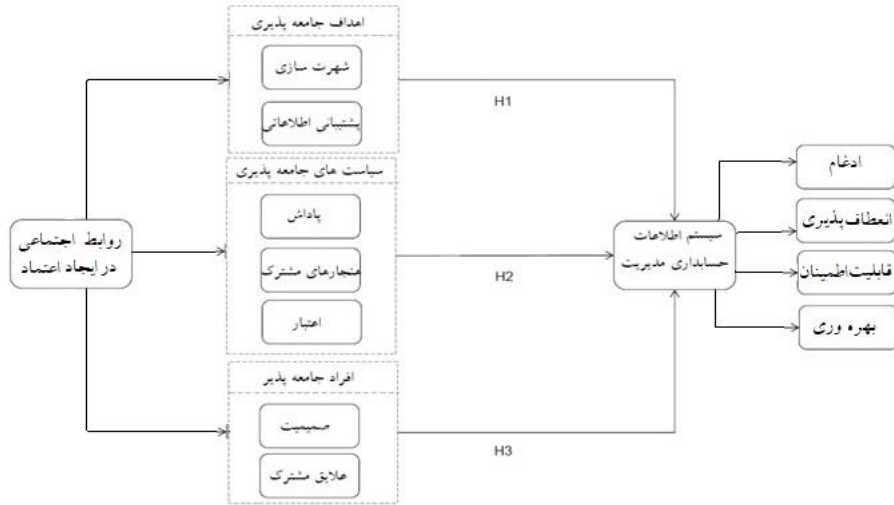 اهداف جامعه پذیری
شهرت سازی
پشتیبانی اطلاعاتی
H1
سیاست های جامعه پذیری
پاداش
هنجارهای مشترک
اعتبار
H2
افراد جامعه پذیر
صمیمیت
علایق مشترک
H3
روابط اجتماعی
در ایجاد اعتماد
سیستم اطلاعات
حسابداری مدیریت
ادغام
انعطاف پذیری
قابلیت اطمینان
بهره وری